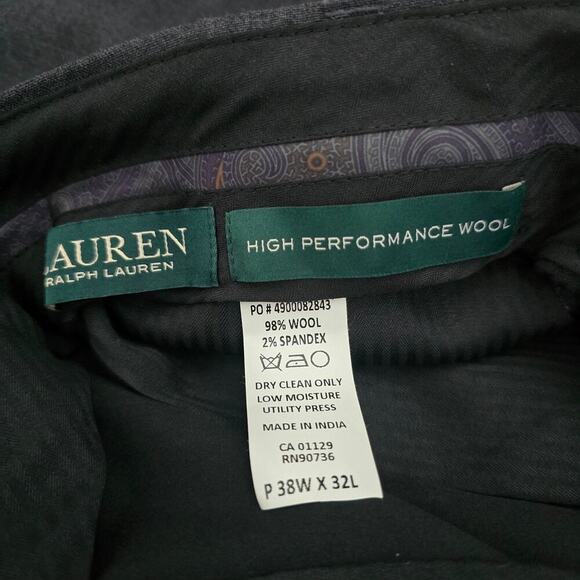 LAUREN
RALPH LAUREN
HIGH PERFORMANCE WOOL
PO # 4900082843
98% WOOL
2% SPANDEX
DRY CLEAN ONLY
LOW MOISTURE
UTILITY PRESS
MADE IN INDIA
CA 01129
RN90736
P 38W X 32L